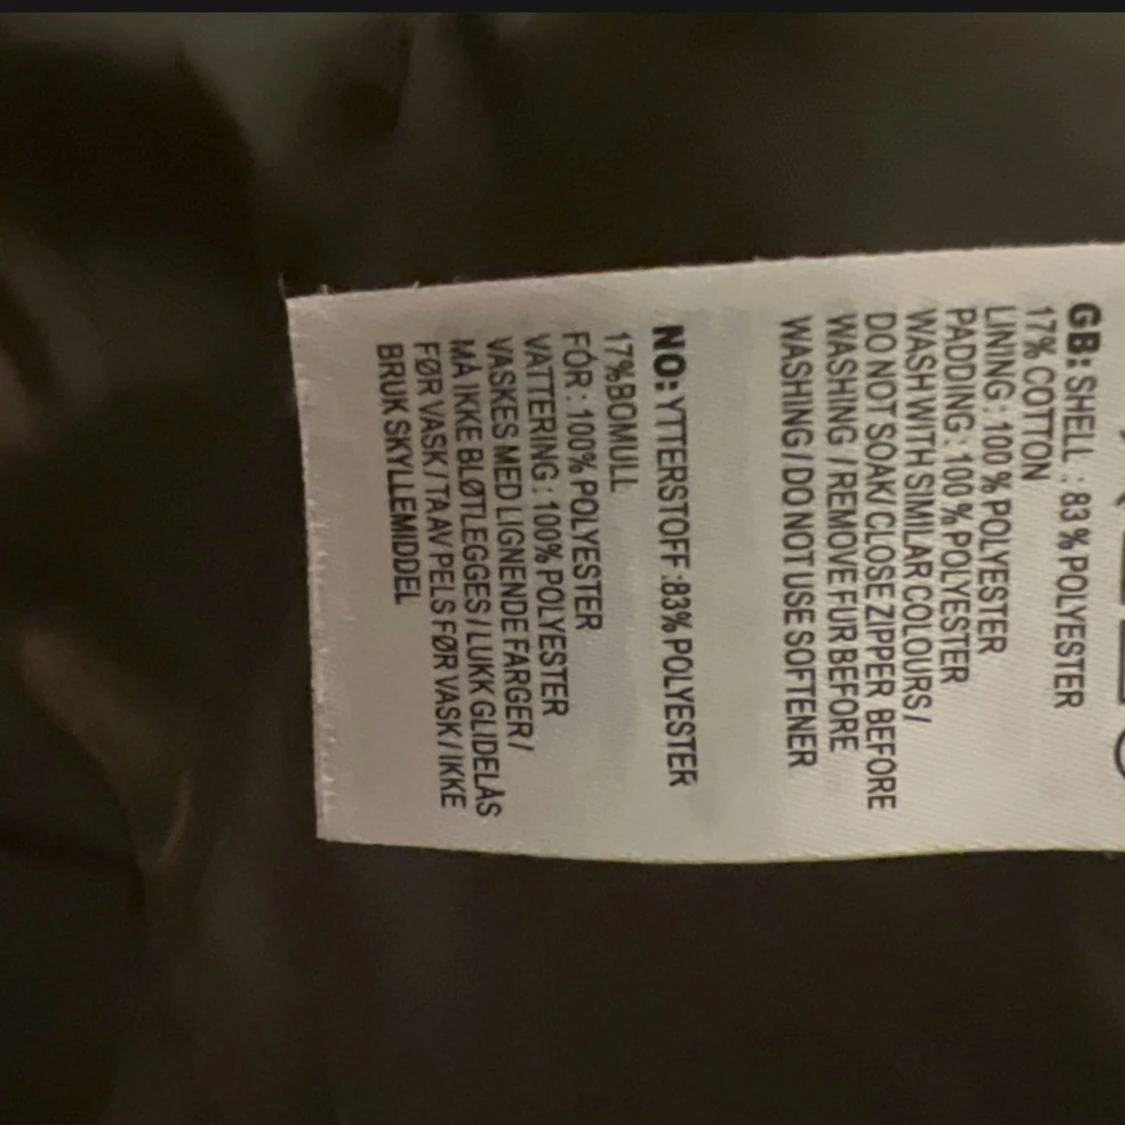 GB: SHELL : 83 % POLYESTER
17% COTTON
LINING : 100 % POLYESTER
PADDING : 100 % POLYESTER
WASH WITH SIMILAR COLOURS /
DO NOT SOAK/ CLOSE ZIPPER BEFORE
WASHING / REMOVE FUR BEFORE
WASHING / DO NOT USE SOFTENER
NO: YTTERSTOFF :83% POLYESTER
17%BOMULL
FÓR : 100% POLYESTER
VATTERING : 100% POLYESTER
VASKES MED LIGNENDE FARGER/
MÅ IKKE BLØTLEGGES / LUKK GLIDELÅS
FØR VASK / TA AV PELS FØR VASK / IKKE
BRUK SKYLLEMIDDEL